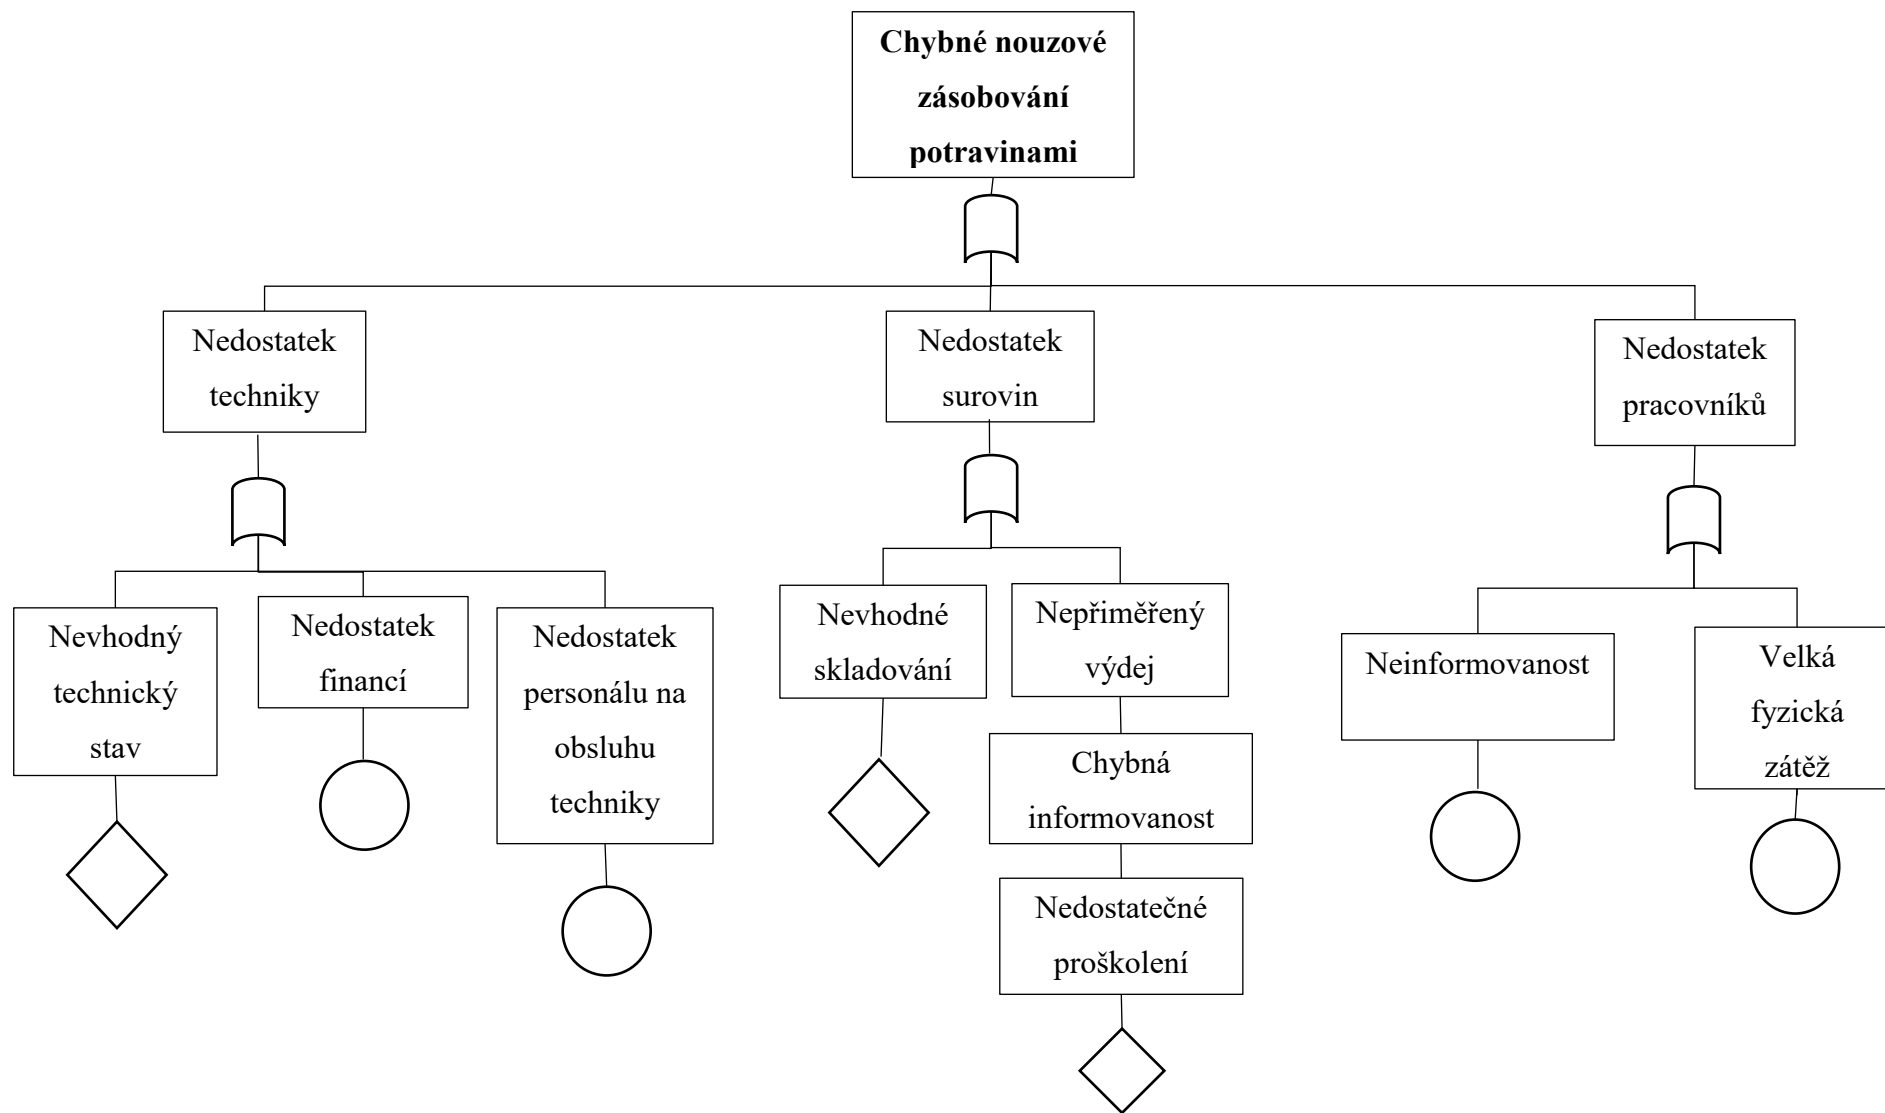 Chybné nouzové
zásobování
potravinami
Nedostatek
techniky
Nedostatek
surovin
Nedostatek
pracovníků
Nevhodný
technický
stav
Nedostatek
financí
Nedostatek
personálu na
obsluhu
techniky
Nevhodné
skladování
Nepřiměřený
výdej
Chybná
informovanost
Nedostatečné
proškolení
Neinformovanost
Velká
fyzická
zátěž